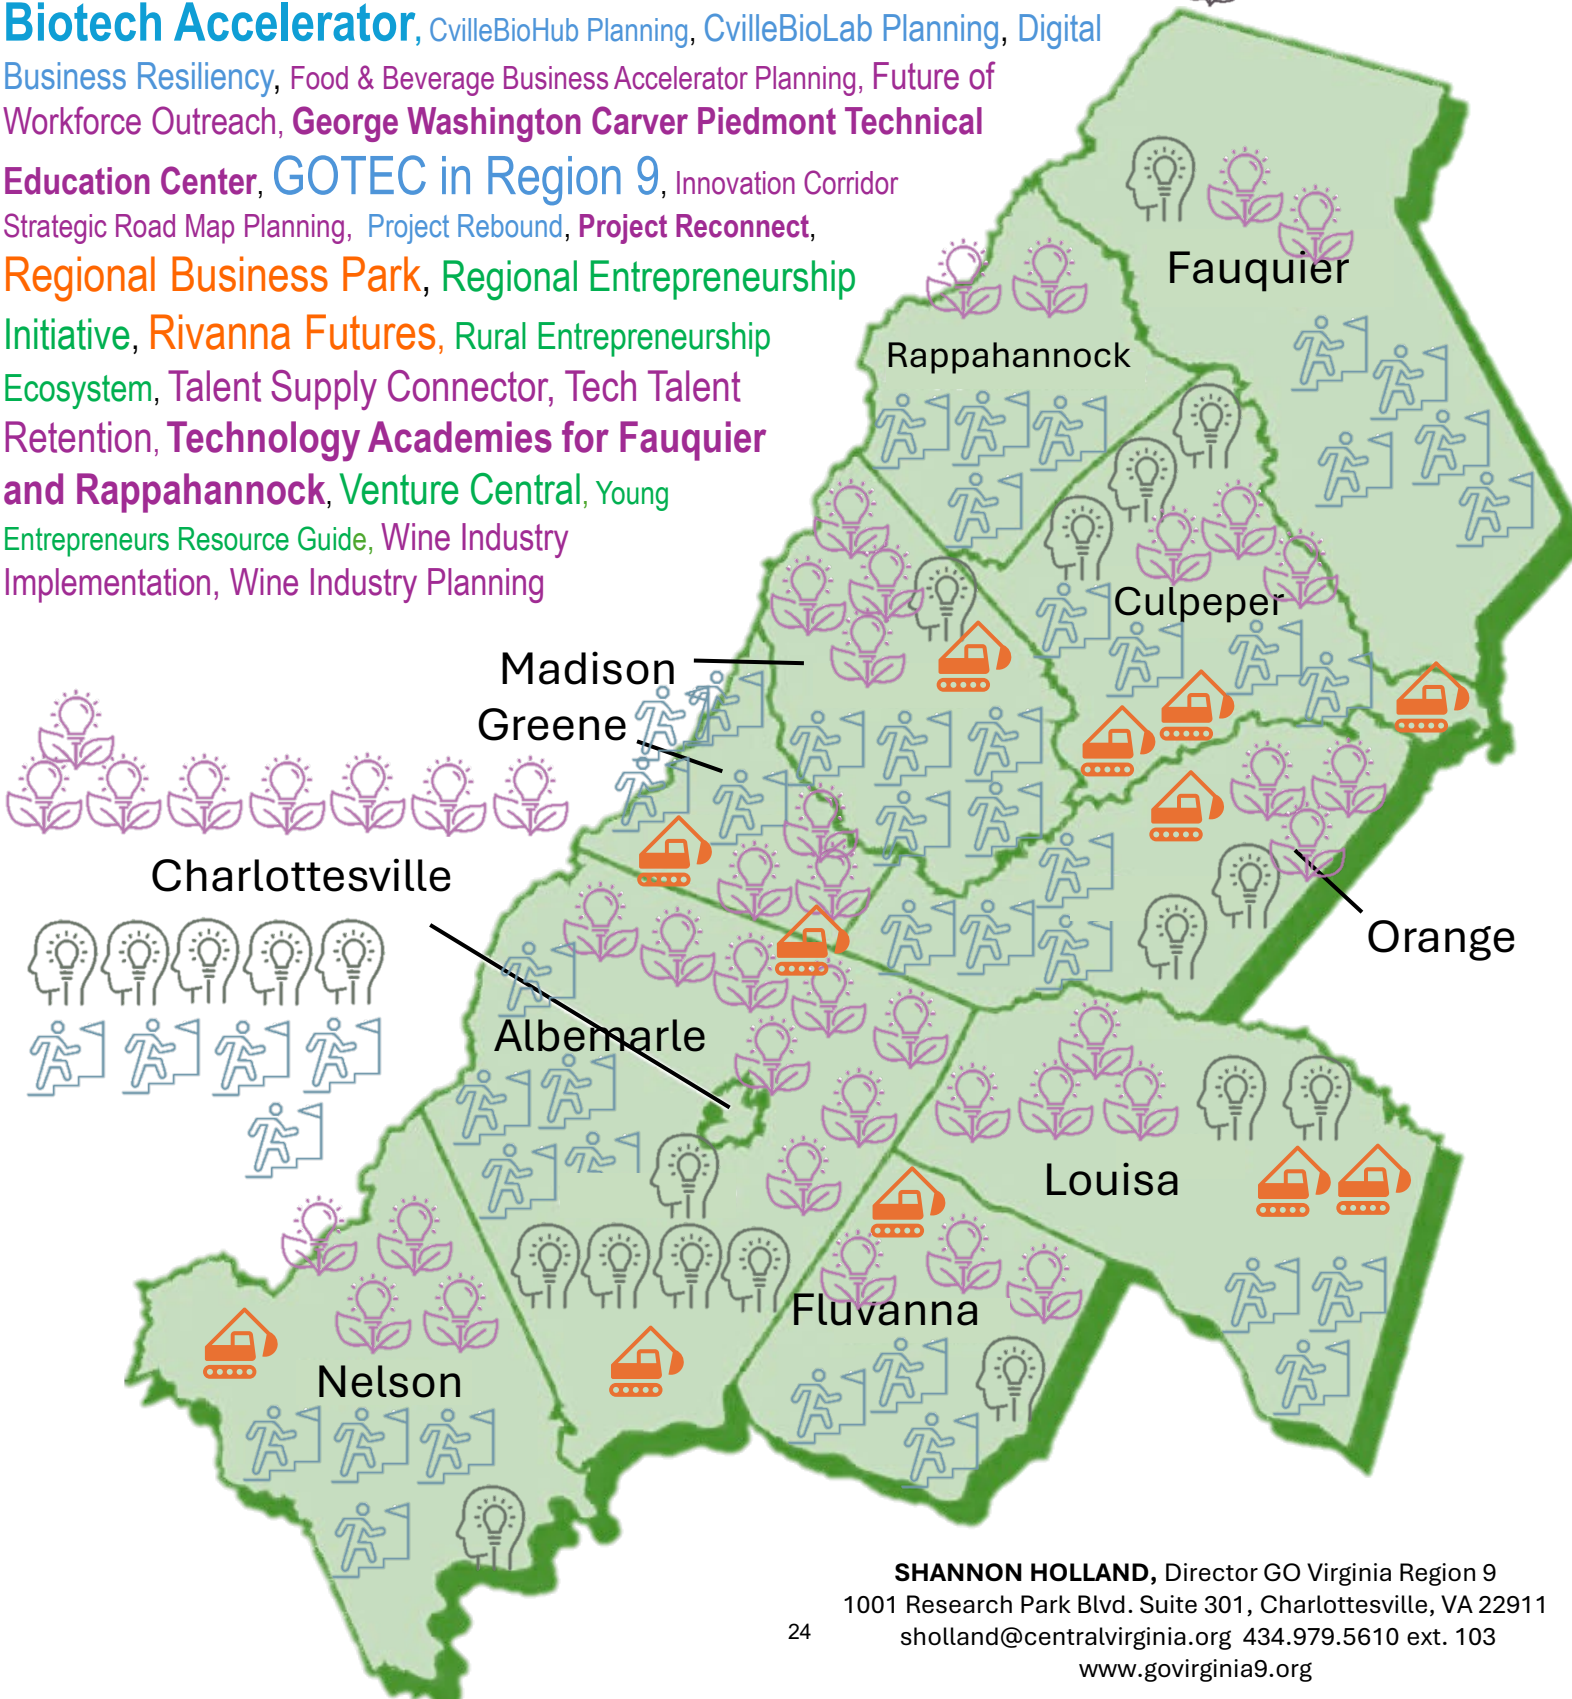 Biotech Accelerator, CvilleBioHub Planning, CvilleBioLab Planning, Digital
Business Resiliency, Food & Beverage Business Accelerator Planning, Future of
Workforce Outreach, George Washington Carver Piedmont Technical
Education Center, GOTEC in Region 9, Innovation Corridor
Strategic Road Map Planning, Project Rebound, Project Reconnect,
Regional Business Park, Regional Entrepreneurship
Initiative, Rivanna Futures, Rural Entrepreneurship
Ecosystem, Talent Supply Connector, Tech Talent
Retention, Technology Academies for Fauquier
and Rappahannock, Venture Central, Young
Entrepreneurs Resource Guide, Wine Industry
Implementation, Wine Industry Planning
Fauquier
Rappahannock
Culpeper
Madison
Greene
Charlottesville
Orange
Albemarle
Louisa
Fluvanna
Nelson
SHANNON HOLLAND, Director GO Virginia Region 9
1001 Research Park Blvd. Suite 301, Charlottesville, VA 22911
sholland@centralvirginia.org 434.979.5610 ext. 103
www.govirginia9.org
24